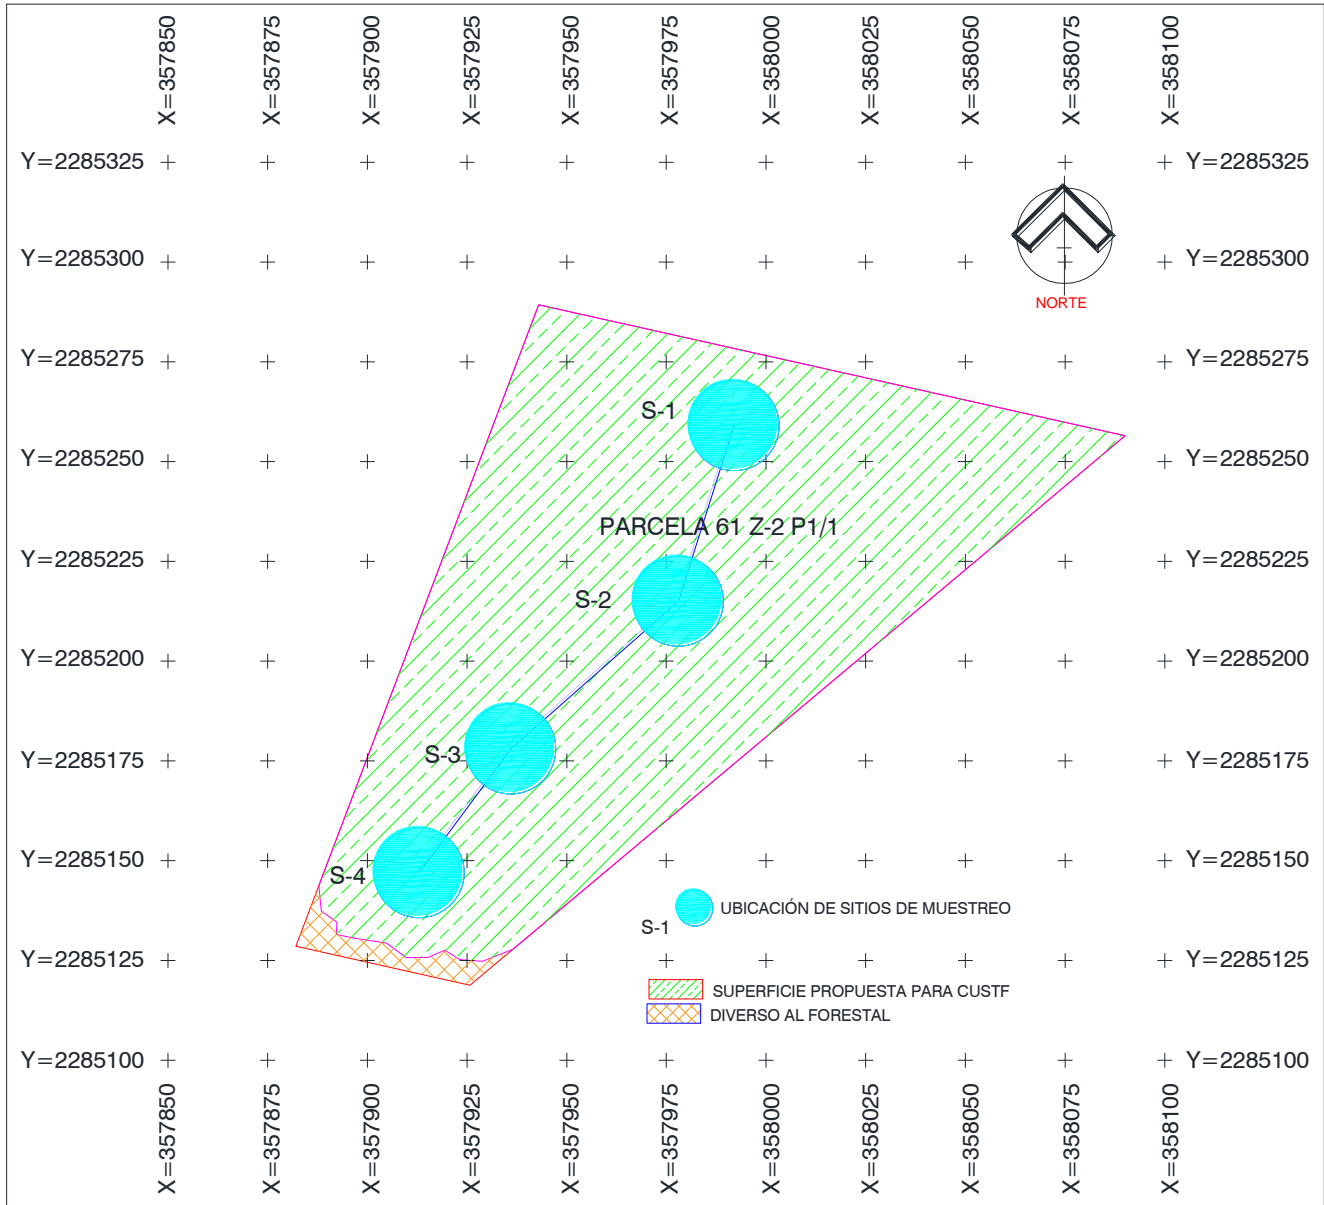 X=357850
X=357875
X=357900
X=357925
X=357950
X=357975
X=358000
X=358025
X=358050
X=358075
X=358100
Y=2285325
Y=2285325
Y=2285300
Y=2285300
NORTE
Y=2285275
Y=2285275
S-1
Y=2285250
Y=2285250
PARCELA 61 Z-2 P1/1
Y=2285225
Y=2285225
S-2
Y=2285200
Y=2285200
S-3
Y=2285175
Y=2285175
Y=2285150
Y=2285150
S-4
UBICACIÓN DE SITIOS DE MUESTREO
S-1
Y=2285125
Y=2285125
SUPERFICIE PROPUESTA PARA CUSTF
DIVERSO AL FORESTAL
Y=2285100
Y=2285100
X=357850
X=357875
X=357900
X=357925
X=357950
X=357975
X=358000
X=358025
X=358050
X=358075
X=358100